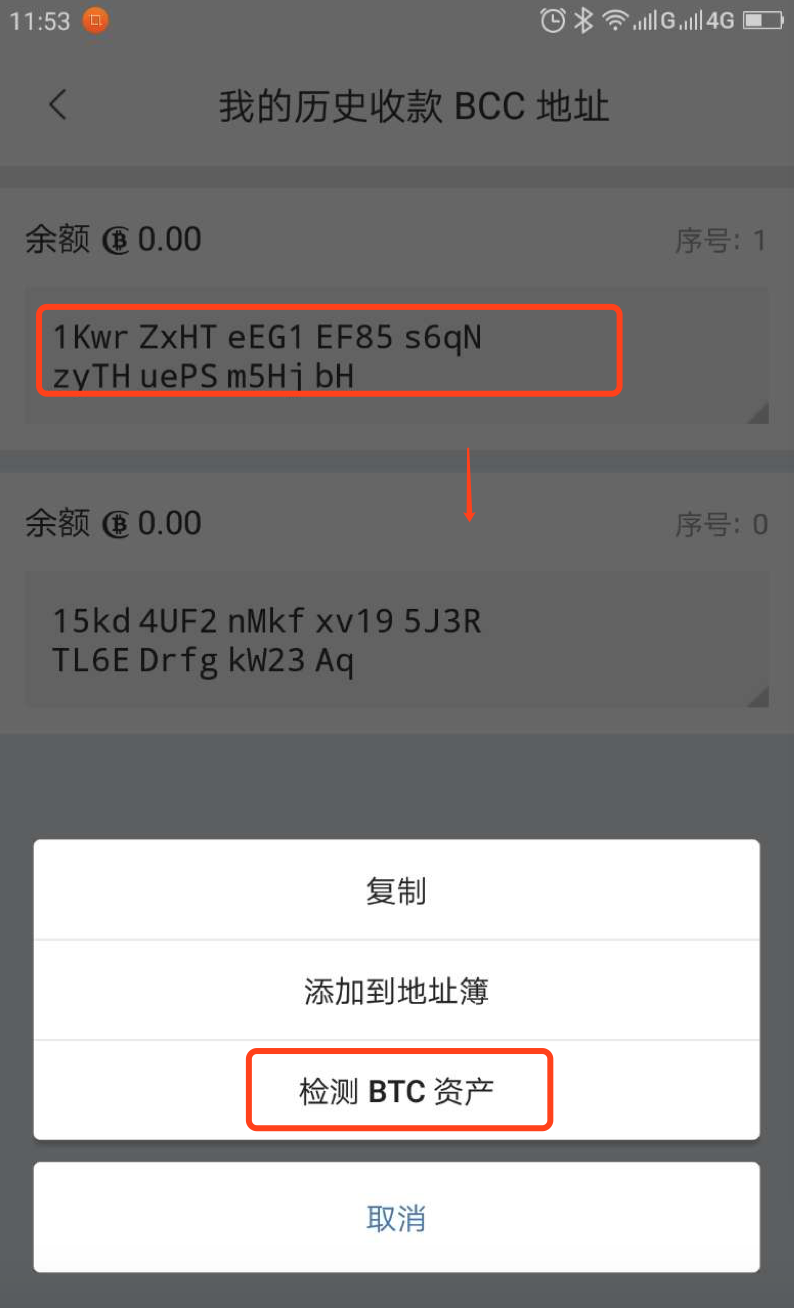 11:53 G 4G
我的历史收款 BCC 地址
余额 0.00 序号: 1
1Kwr ZxHT eEG1 EF85 s6qN
zyTH uePS m5Hj bH
余额 0.00 序号: 0
15kd 4UF2 nMkf xv19 5J3R
TL6E Drfg kW23 Aq
复制
添加到地址簿
检测 BTC 资产
取消